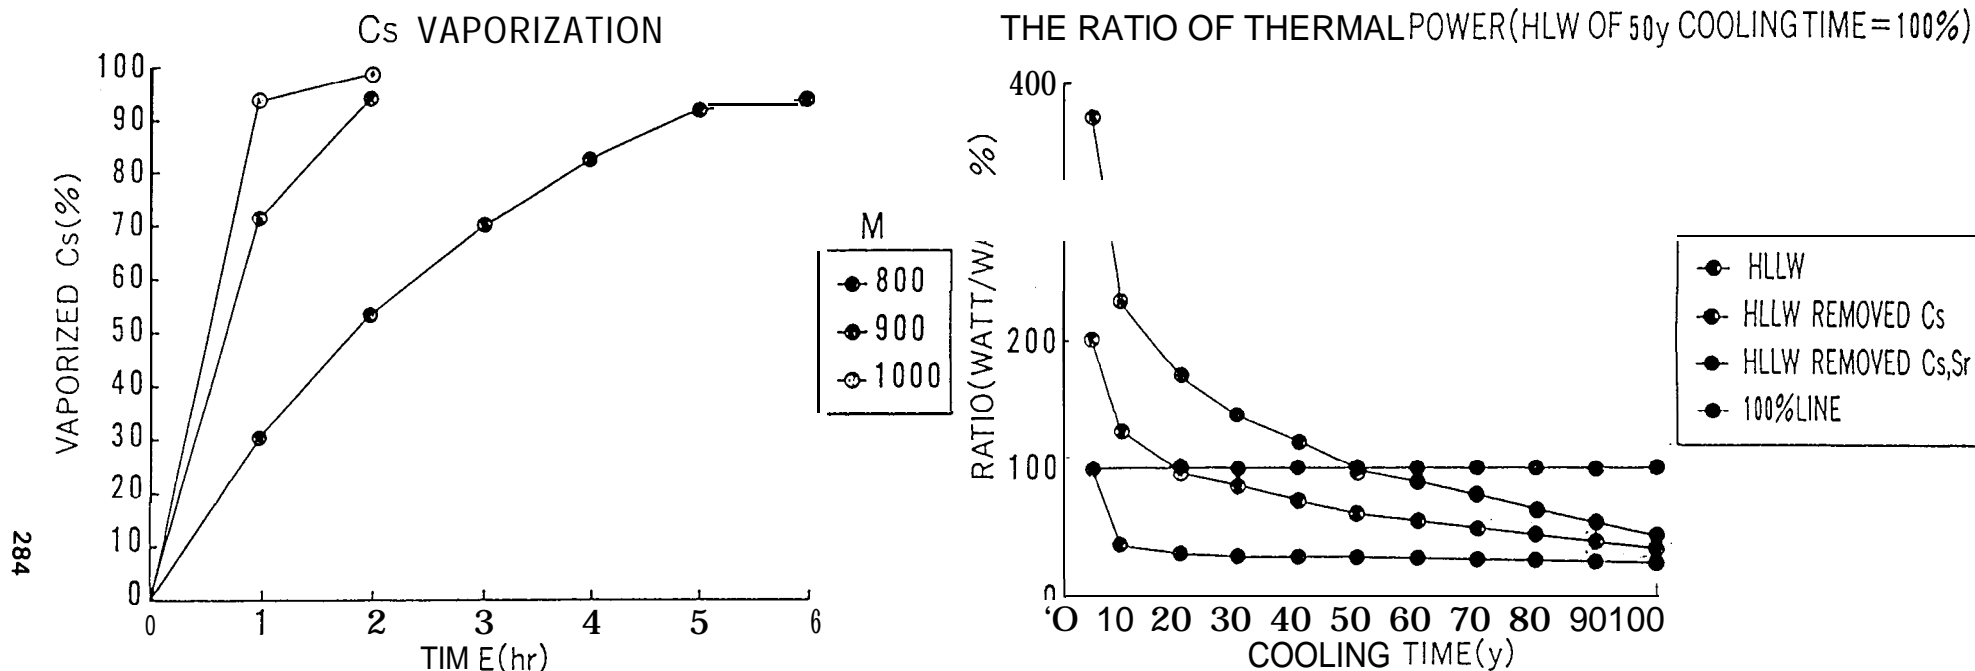 Cs VAPORIZATION
100
90
80
70
60
50
40
30
20
10
0
VAPORIZED Cs(%)
0 1 2 3 4 5 6
TIM E(hr)
M
800
900
1000
284
THE RATIO OF THERMAL POWER(HLW OF 50y COOLING TIME=100%)
400
200
100
0
RATIO(WATT/WA %)
'0 10 20 30 40 50 60 70 80 90100
COOLING TIME(y)
HLLW
HLLW REMOVED Cs
HLLW REMOVED Cs,Sr
100%LINE